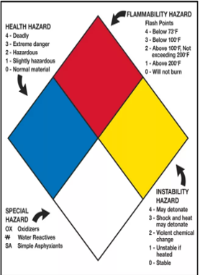 FLAMMABILITY HAZARD
Flash Points
4 - Below 73°F
3 - Below 100°F
2 - Above 100°F, Not
exceeding 200°F
1 - Above 200°F
0 - Will not burn
HEALTH HAZARD
4 - Deadly
3 - Extreme danger
2 - Hazardous
1 - Slightly hazardous
0 - Normal material
INSTABILITY
HAZARD
4 - May detonate
3 - Shock and heat
may detonate
2 - Violent chemical
change
1 - Unstable if
heated
0 - Stable
SPECIAL
HAZARD
OX Oxidizers
W̶ Water Reactives
SA Simple Asphyxiants